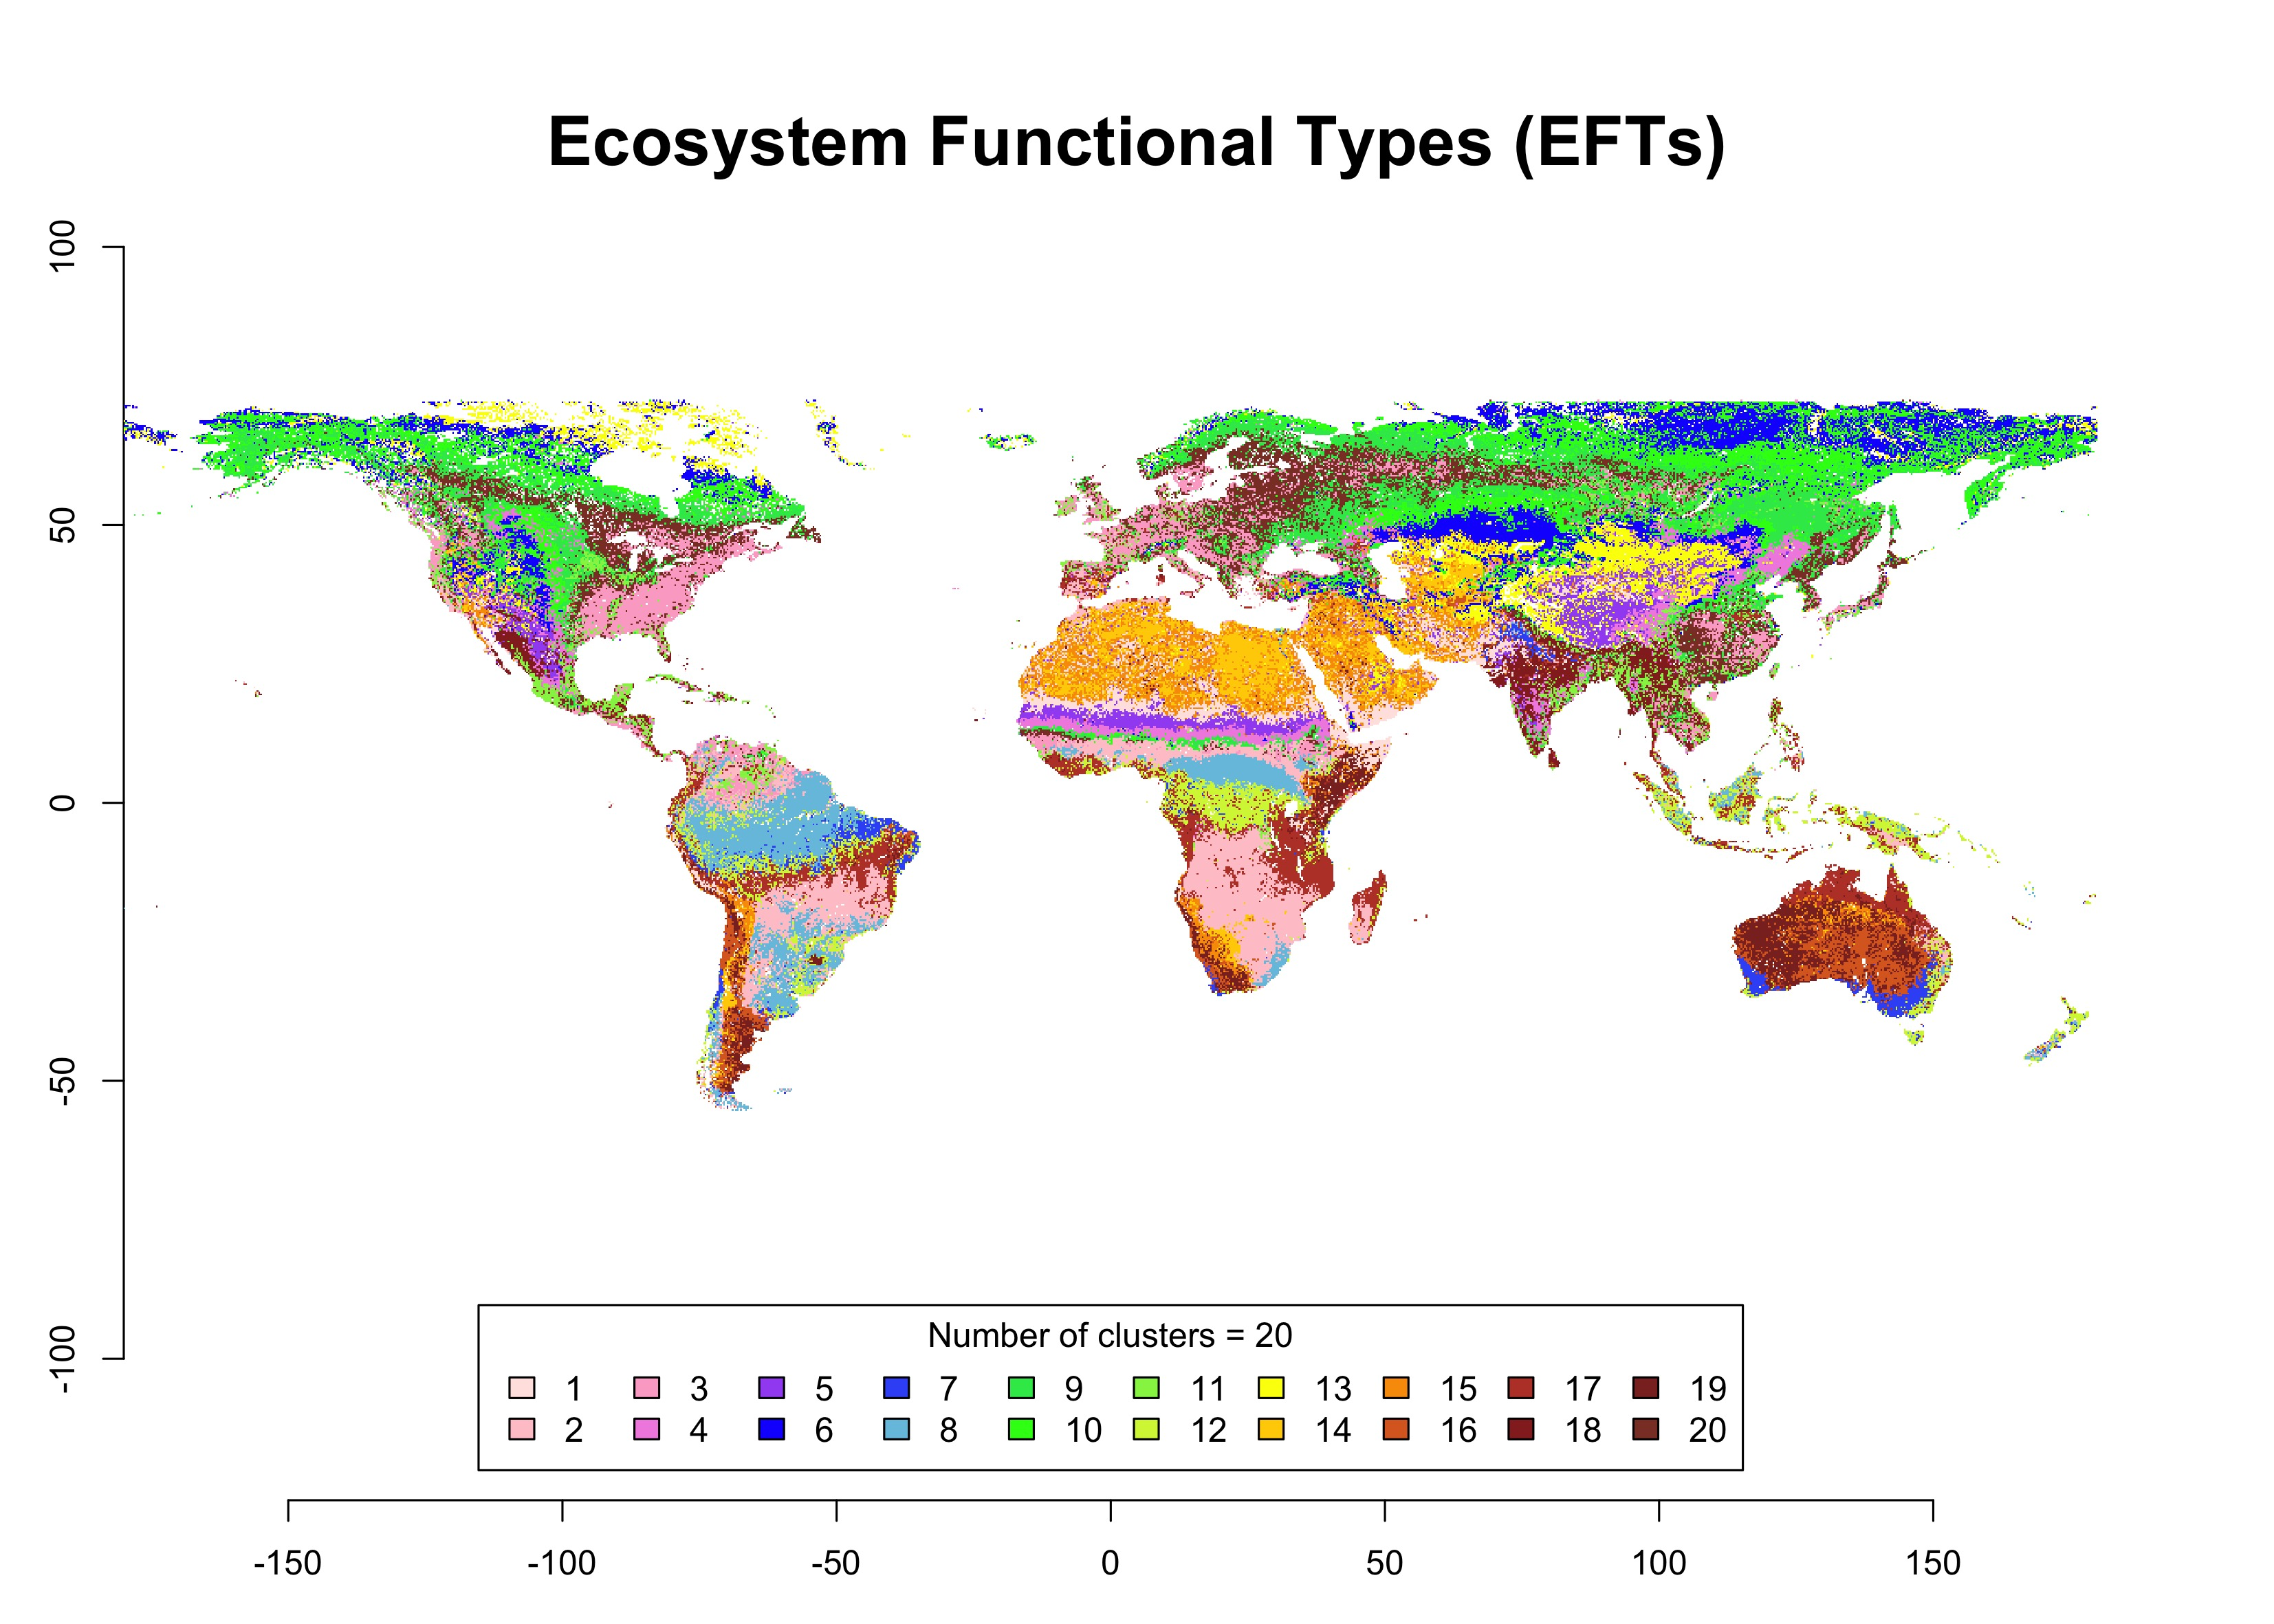 Ecosystem Functional Types (EFTs)
100
50
0
-50
-100
Number of clusters = 20
1 3 5 7 9 11 13 15 17 19
2 4 6 8 10 12 14 16 18 20
-150 -100 -50 0 50 100 150